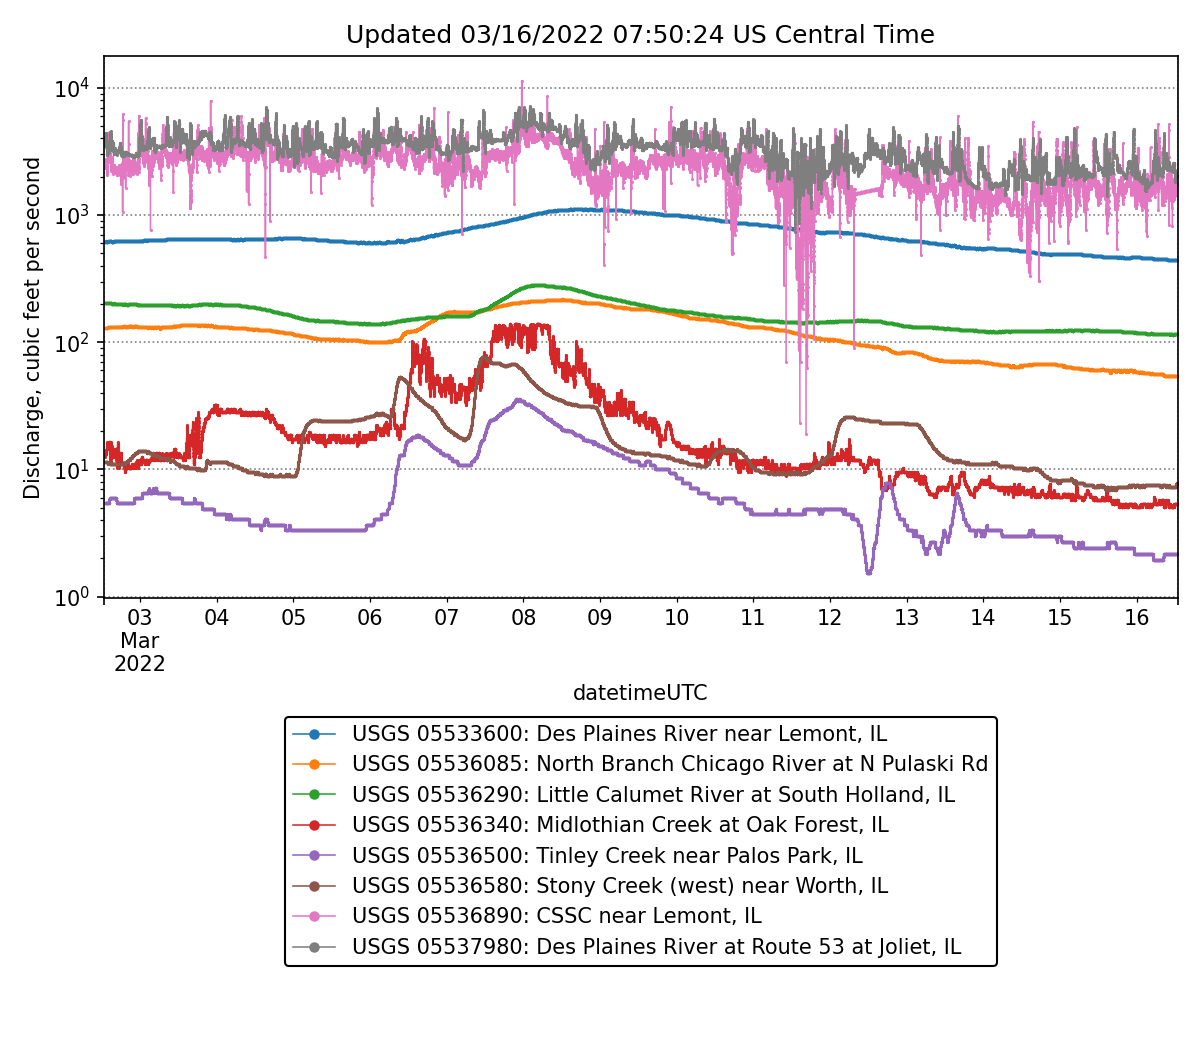 Updated 03/16/2022 07:50:24 US Central Time
Discharge, cubic feet per second
10⁴
10³
10²
10¹
10⁰
03 04 05 06 07 08 09 10 11 12 13 14 15 16
Mar
2022
datetimeUTC
USGS 05533600: Des Plaines River near Lemont, IL
USGS 05536085: North Branch Chicago River at N Pulaski Rd
USGS 05536290: Little Calumet River at South Holland, IL
USGS 05536340: Midlothian Creek at Oak Forest, IL
USGS 05536500: Tinley Creek near Palos Park, IL
USGS 05536580: Stony Creek (west) near Worth, IL
USGS 05536890: CSSC near Lemont, IL
USGS 05537980: Des Plaines River at Route 53 at Joliet, IL